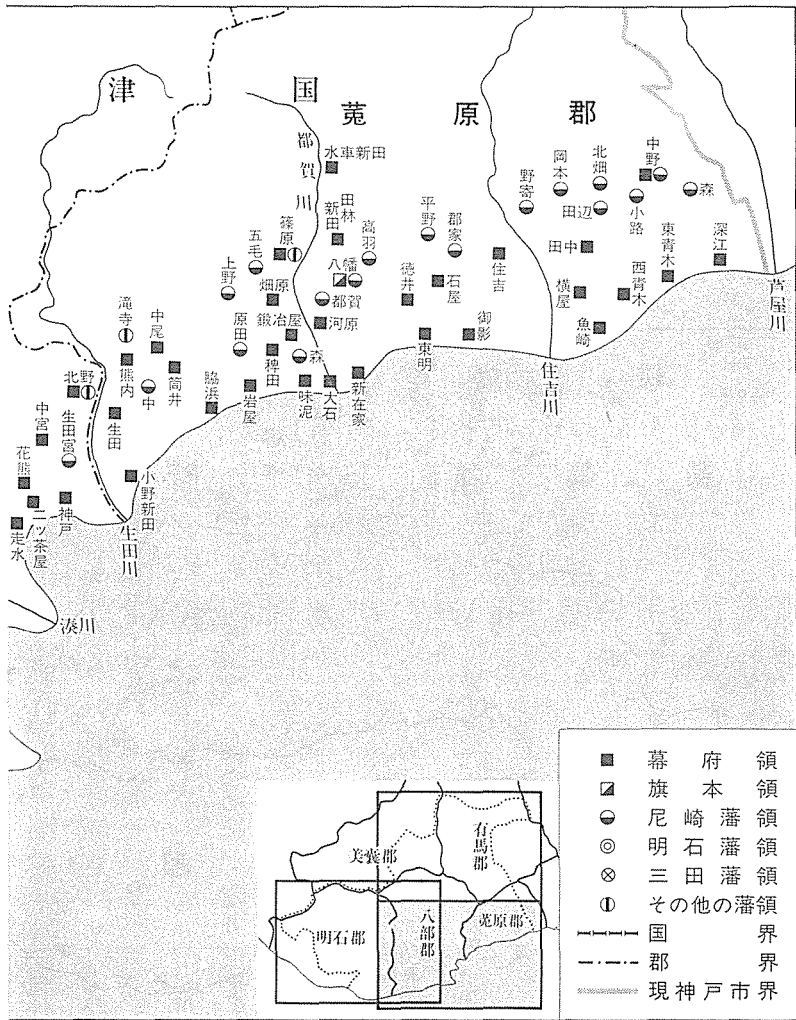 津
国
菟原郡
都賀川
水車新田
田林
新田
高羽
八幡
都賀
河原
篠原
五毛
上野
畑原
鍛冶屋
原田
稗田
森
味泥
大石
新在家
岩屋
脇浜
滝寺
中尾
熊内
筒井
中
北野
生田
中宮
生田宮
花熊
神戸
二ツ茶屋
走水
小野新田
生田川
湊川
平野
郡家
徳井
石屋
住吉
御影
東明
住吉川
野寄
岡本
北畑
田辺
中野
小路
森
田中
横屋
魚崎
西青木
東青木
深江
芦屋川
幕府領
旗本領
尼崎藩領
明石藩領
三田藩領
その他の藩領
国界
郡界
現神戸市界
美嚢郡
有馬郡
明石郡
八部郡
菟原郡